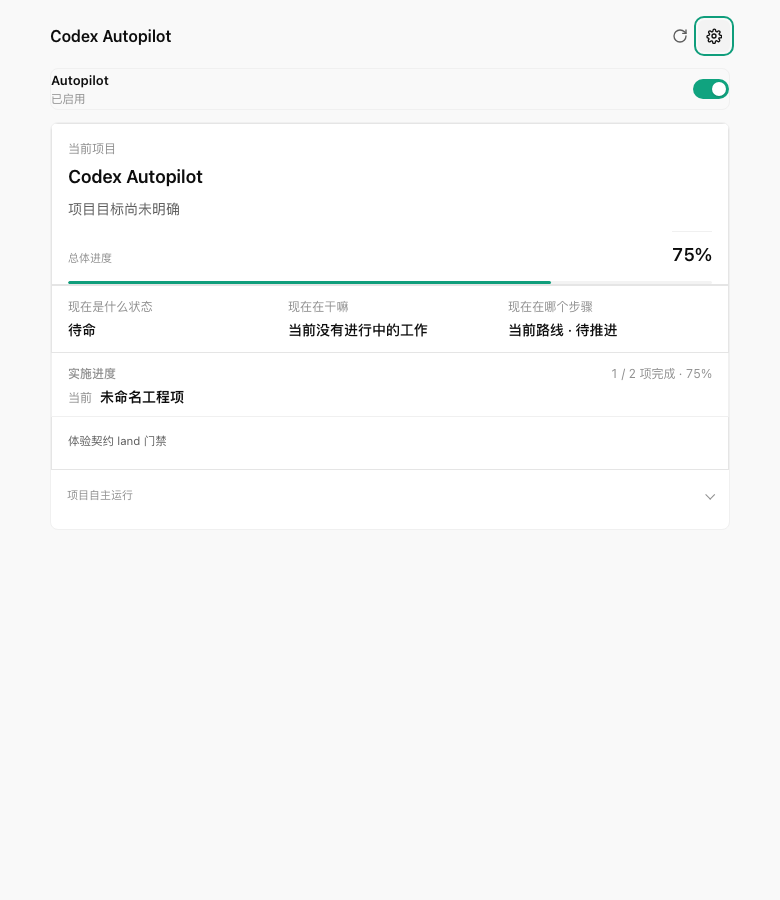 Codex Autopilot
Autopilot
已启用
当前项目
Codex Autopilot
项目目标尚未明确
总体进度
75%
现在是什么状态
现在在干嘛
现在在哪个步骤
待命
当前没有进行中的工作
当前路线 · 待推进
实施进度
1 / 2 项完成 · 75%
当前 未命名工程项
体验契约 land 门禁
项目自主运行